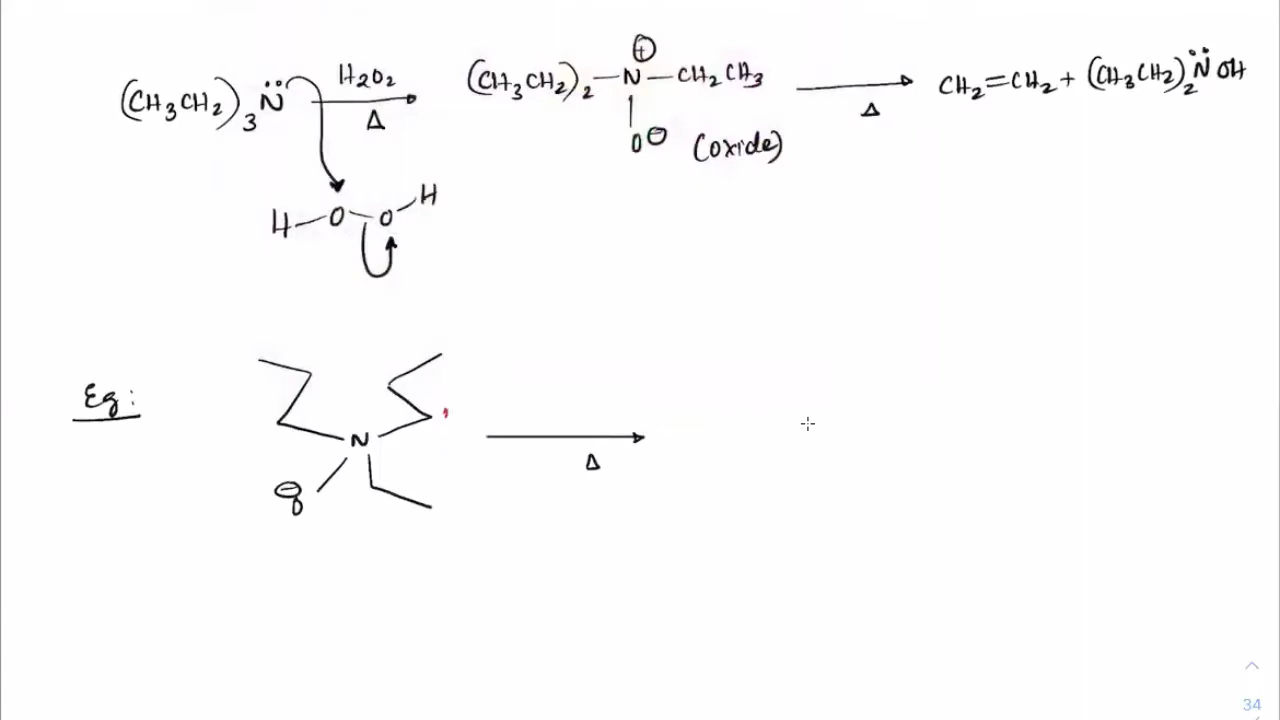 (CH₃CH₂)₃N̈ H₂O₂ Δ (CH₃CH₂)₂—N—CH₂CH₃ ⊕ Δ CH₂=CH₂ + (CH₃CH₂)₂N̈OH
O⊖ (oxide)
H—O—O—H
Eg:
N Δ
O⊖
34